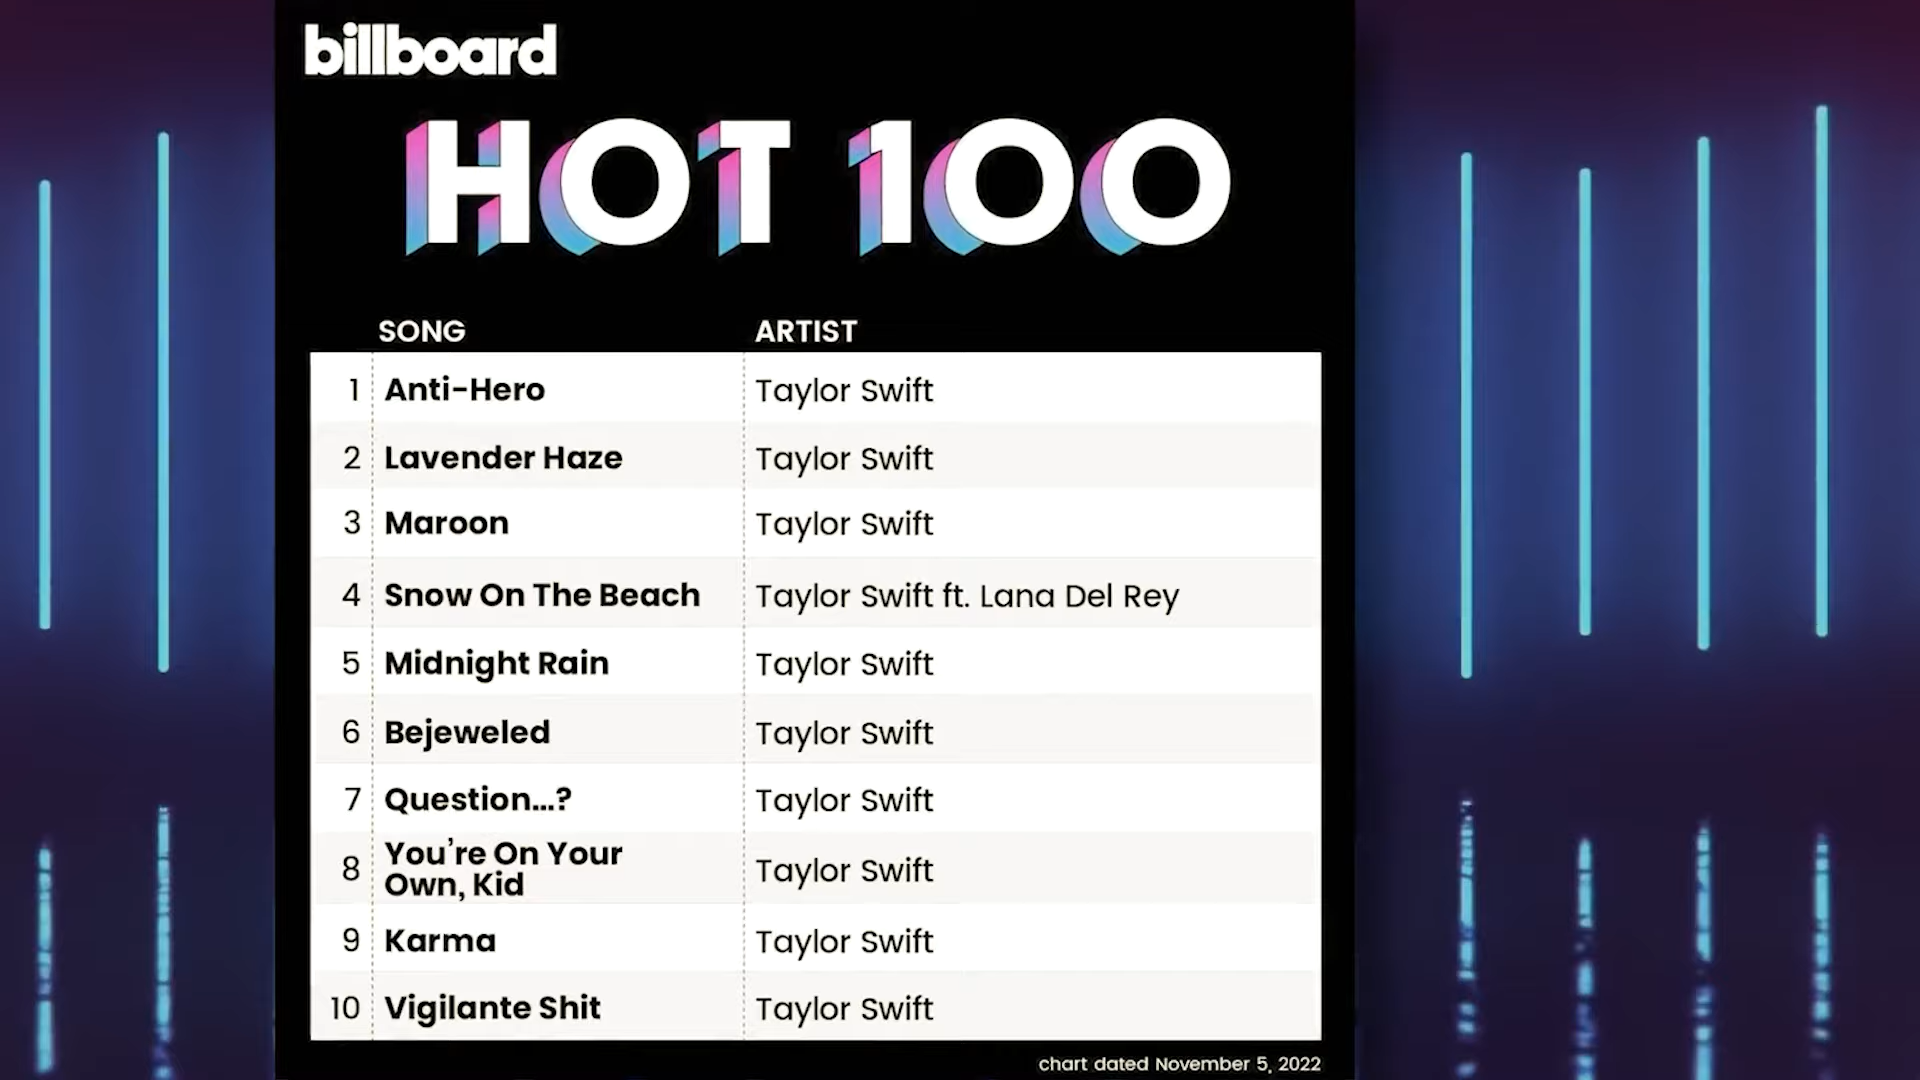 billboard
HOT 100
SONG ARTIST
1 Anti-Hero Taylor Swift
2 Lavender Haze Taylor Swift
3 Maroon Taylor Swift
4 Snow On The Beach Taylor Swift ft. Lana Del Rey
5 Midnight Rain Taylor Swift
6 Bejeweled Taylor Swift
7 Question...? Taylor Swift
8 You're On Your
Own, Kid Taylor Swift
9 Karma Taylor Swift
10 Vigilante Shit Taylor Swift
chart dated November 5, 2022